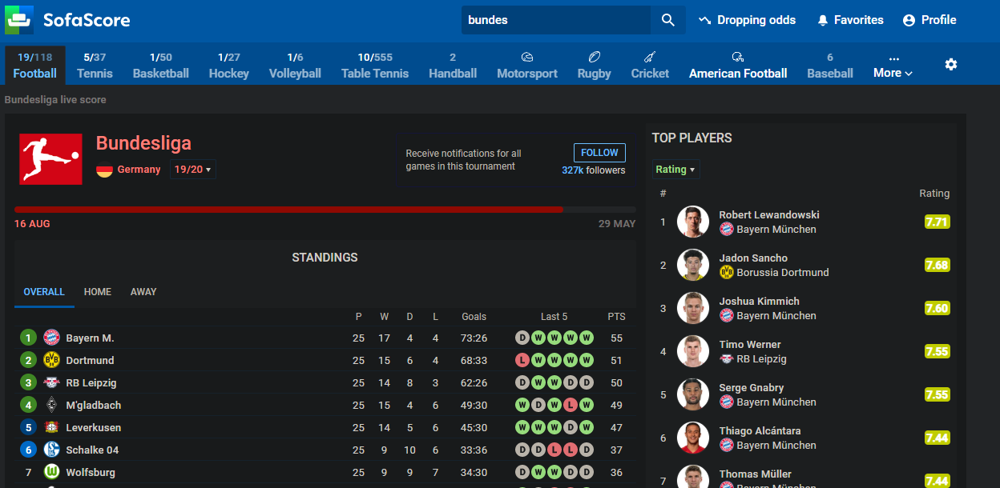 SofaScore
bundes
Dropping odds
Favorites
Profile
19/118
Football
5/37
Tennis
1/50
Basketball
1/27
Hockey
1/6
Volleyball
10/555
Table Tennis
2
Handball
Motorsport
Rugby
Cricket
American Football
6
Baseball
...
More
Bundesliga live score
Bundesliga
Germany
19/20
Receive notifications for all
games in this tournament
FOLLOW
327k followers
16 AUG
29 MAY
STANDINGS
OVERALL HOME AWAY
P W D L Goals Last 5 PTS
1 Bayern M. 25 17 4 4 73:26 D W W W W 55
2 Dortmund 25 15 6 4 68:33 L W W W W 51
3 RB Leipzig 25 14 8 3 62:26 D W W D D 50
4 M'gladbach 25 15 4 6 49:30 W D W L W 49
5 Leverkusen 25 14 5 6 45:30 W W W D W 47
6 Schalke 04 25 9 10 6 33:36 D D L L D 37
7 Wolfsburg 25 9 9 7 34:30 D W W D D 36
TOP PLAYERS
Rating
# Rating
1 Robert Lewandowski 7.71
Bayern München
2 Jadon Sancho 7.68
Borussia Dortmund
3 Joshua Kimmich 7.60
Bayern München
4 Timo Werner 7.55
RB Leipzig
5 Serge Gnabry 7.55
Bayern München
6 Thiago Alcántara 7.44
Bayern München
7 Thomas Müller 7.44
Bayern München